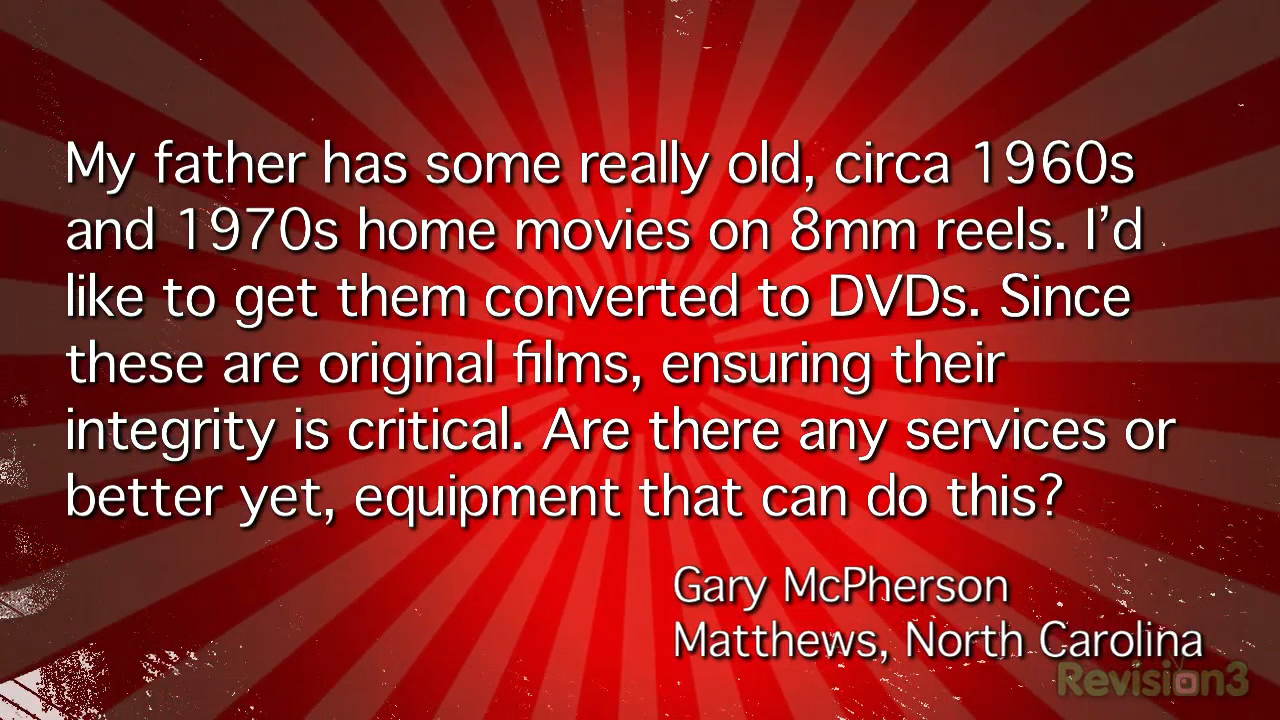 My father has some really old, circa 1960s
and 1970s home movies on 8mm reels. I’d
like to get them converted to DVDs. Since
these are original films, ensuring their
integrity is critical. Are there any services or
better yet, equipment that can do this?
Gary McPherson
Matthews, North Carolina
Revision3